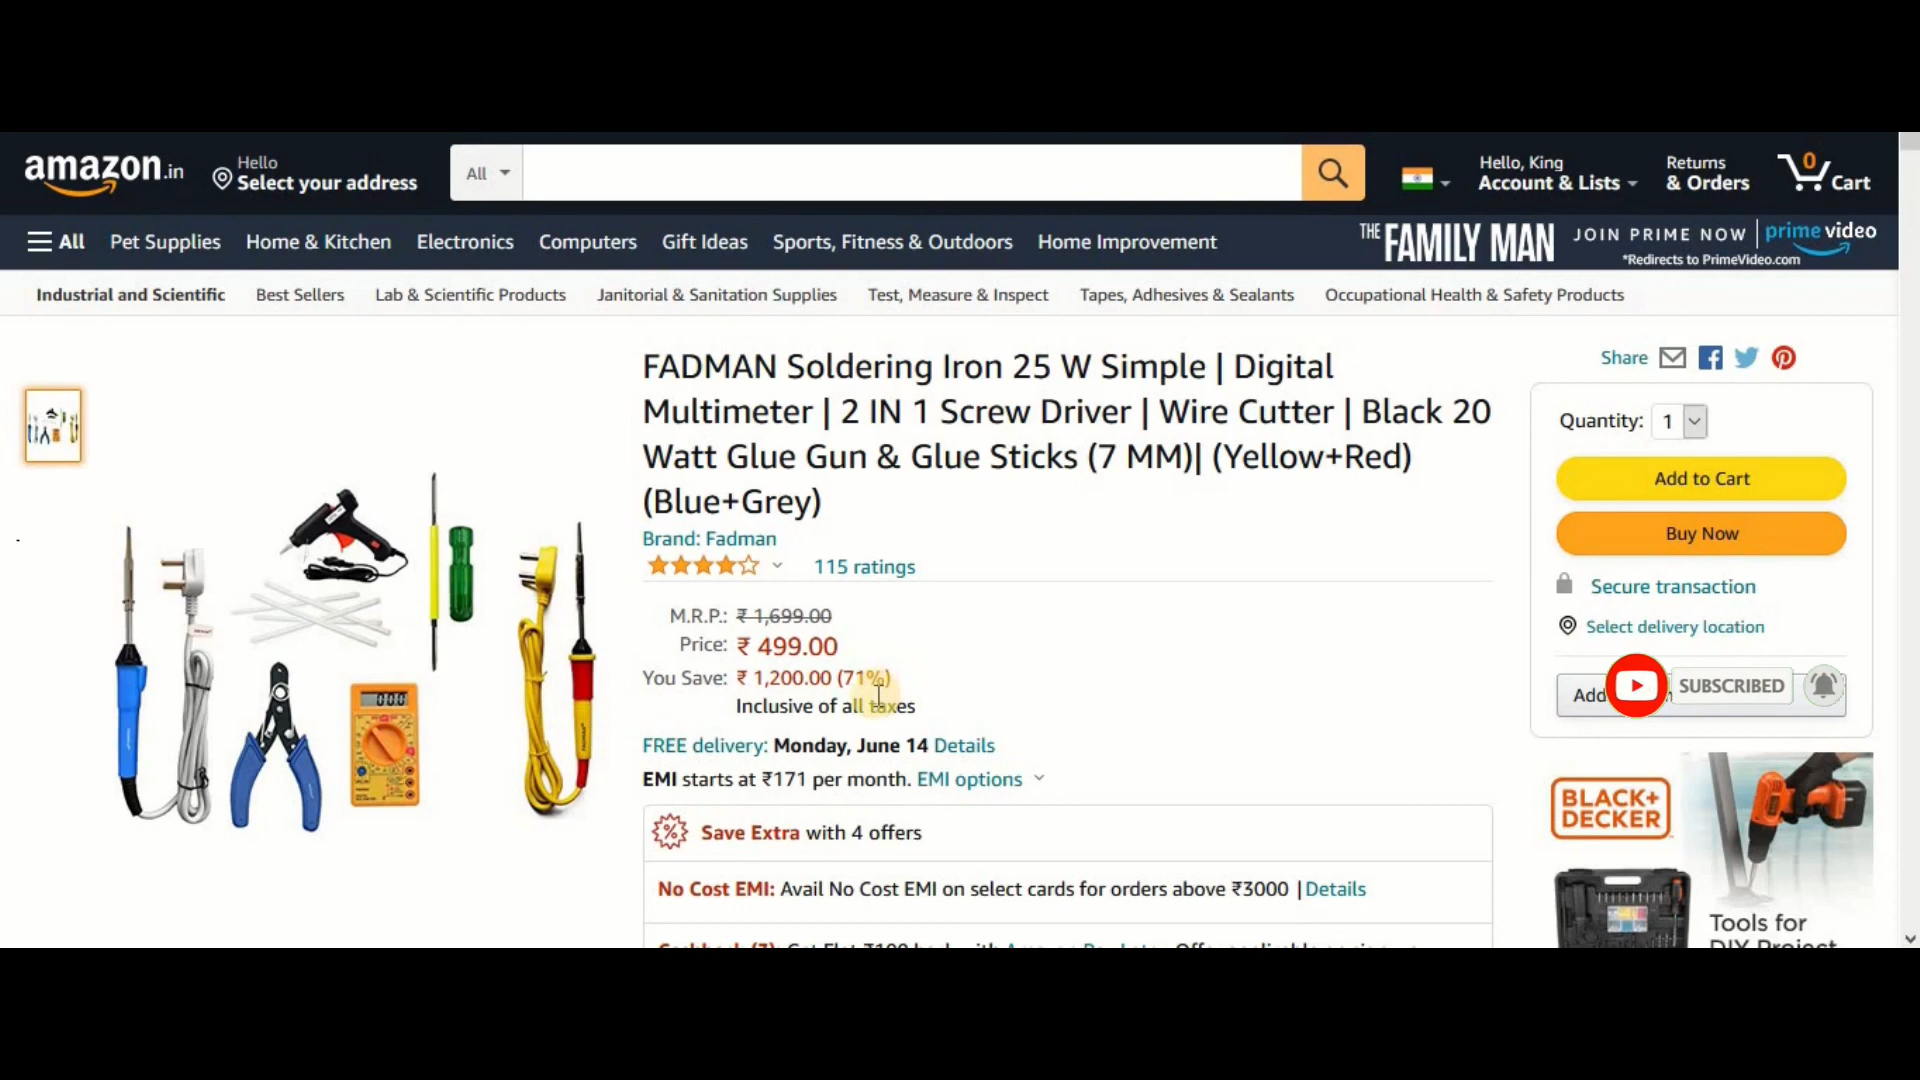 amazon.in
Hello
Select your address
All
Hello, King
Account & Lists
Returns
& Orders
0
Cart
All
Pet Supplies
Home & Kitchen
Electronics
Computers
Gift Ideas
Sports, Fitness & Outdoors
Home Improvement
THE FAMILY MAN
JOIN PRIME NOW
prime video
*Redirects to PrimeVideo.com
Industrial and Scientific
Best Sellers
Lab & Scientific Products
Janitorial & Sanitation Supplies
Test, Measure & Inspect
Tapes, Adhesives & Sealants
Occupational Health & Safety Products
FADMAN Soldering Iron 25 W Simple | Digital
Multimeter | 2 IN 1 Screw Driver | Wire Cutter | Black 20
Watt Glue Gun & Glue Sticks (7 MM)| (Yellow+Red)
(Blue+Grey)
Brand: Fadman
115 ratings
M.R.P.: ₹ 1,699.00
Price: ₹ 499.00
You Save: ₹ 1,200.00 (71%)
Inclusive of all taxes
FREE delivery: Monday, June 14 Details
EMI starts at ₹171 per month. EMI options
Save Extra with 4 offers
No Cost EMI: Avail No Cost EMI on select cards for orders above ₹3000 | Details
Share
Quantity: 1
Add to Cart
Buy Now
Secure transaction
Select delivery location
Add
SUBSCRIBED
BLACK+
DECKER
Tools for
DIY Project